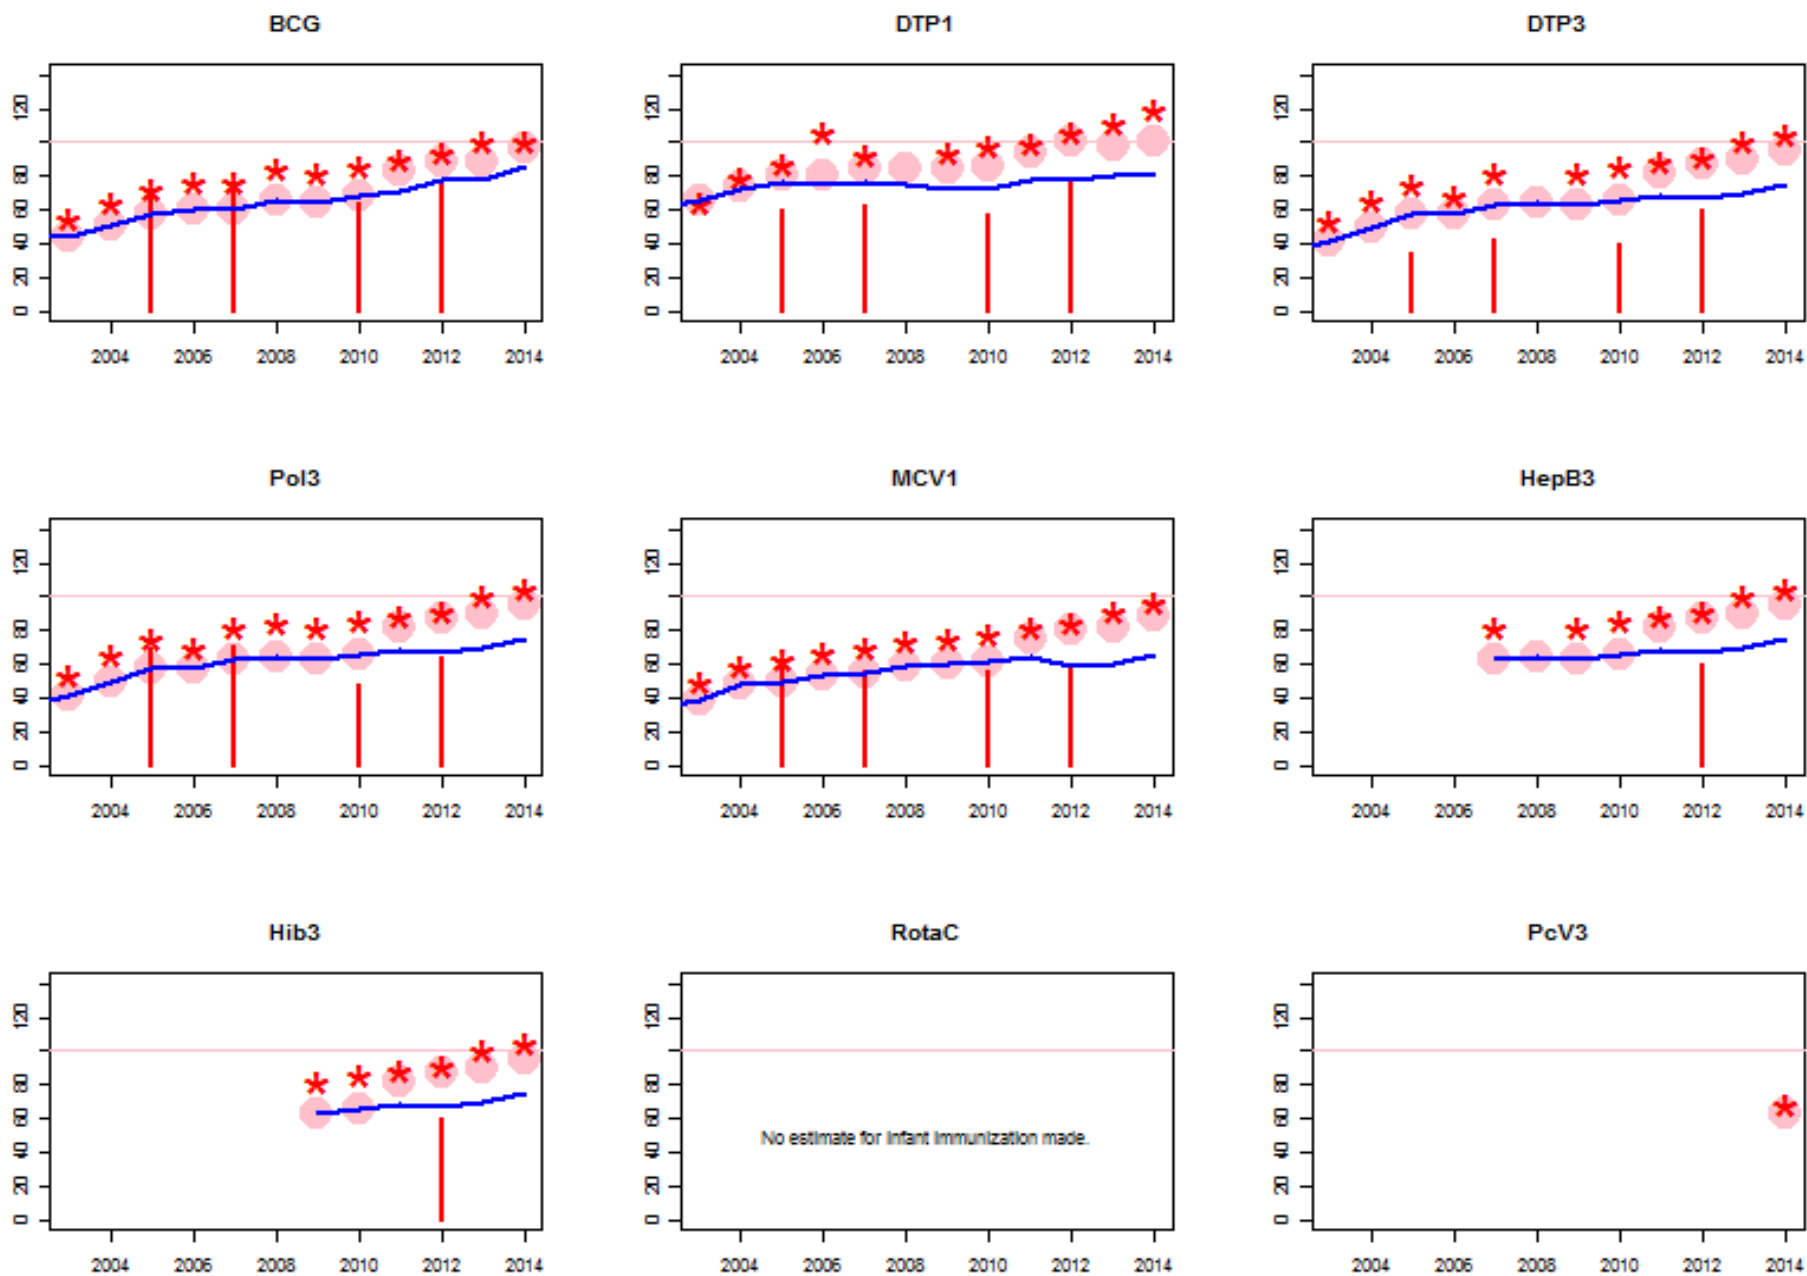 BCG DTP1 DTP3
120 120 120
80 80 80
60 60 60
40 40 40
20 20 20
0 0 0
2004 2006 2008 2010 2012 2014 2004 2006 2008 2010 2012 2014 2004 2006 2008 2010 2012 2014
Pol3 MCV1 HepB3
120 120 120
80 80 80
60 60 60
40 40 40
20 20 20
0 0 0
2004 2006 2008 2010 2012 2014 2004 2006 2008 2010 2012 2014 2004 2006 2008 2010 2012 2014
Hib3 RotaC PcV3
120 120 120
80 80 80
60 60 60
No estimate for infant immunization made.
40 40 40
20 20 20
0 0 0
2004 2006 2008 2010 2012 2014 2004 2006 2008 2010 2012 2014 2004 2006 2008 2010 2012 2014